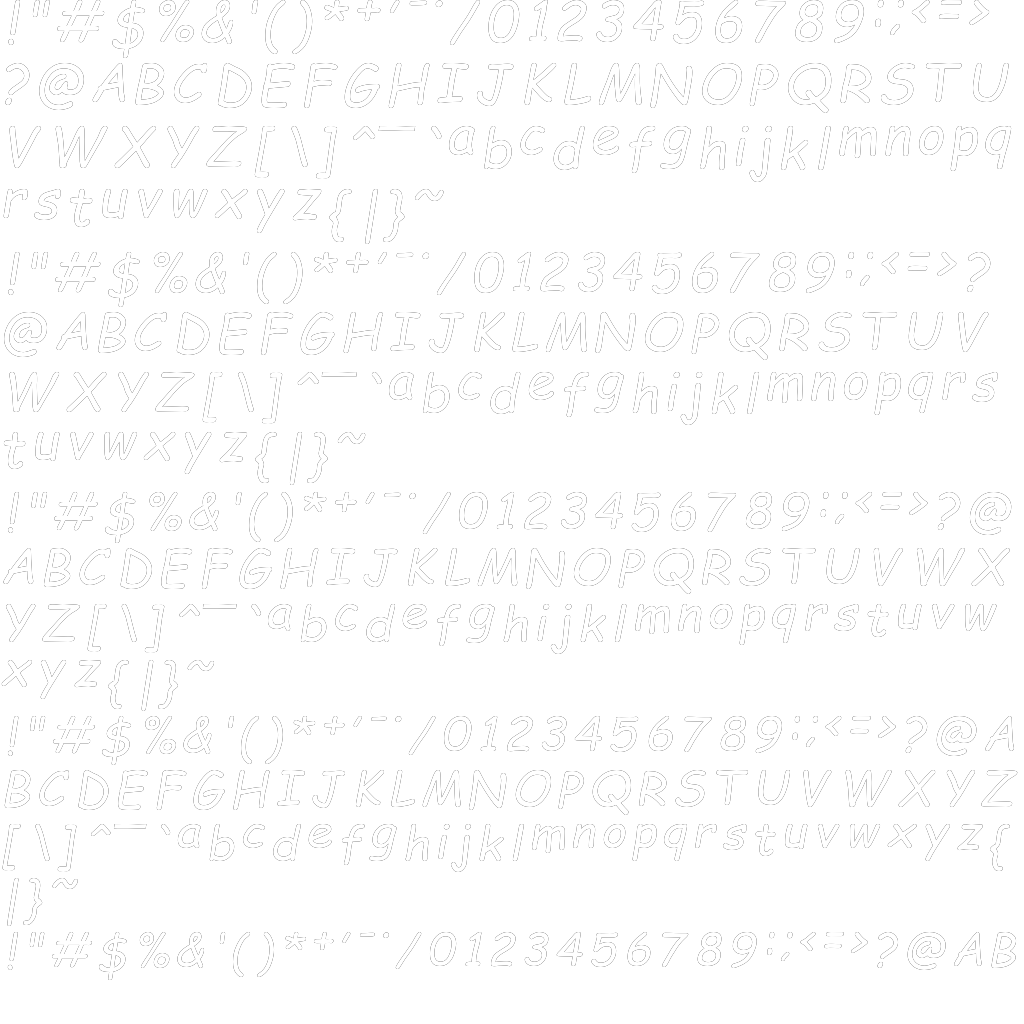 !"#$%&'()*+,-./0123456789:;<=>
?@ABCDEFGHIJKLMNOPQRSTU
VWXYZ[\]^_`abcdefghijklmnopq
rstuvwxyz{|}~
!"#$%&'()*+,-./0123456789:;<=>?
@ABCDEFGHIJKLMNOPQRSTUV
WXYZ[\]^_`abcdefghijklmnopqrs
tuvwxyz{|}~
!"#$%&'()*+,-./0123456789:;<=>?@
ABCDEFGHIJKLMNOPQRSTUVWX
YZ[\]^_`abcdefghijklmnopqrstuvw
xyz{|}~
!"#$%&'()*+,-./0123456789:;<=>?@A
BCDEFGHIJKLMNOPQRSTUVWXYZ
[\]^_`abcdefghijklmnopqrstuvwxyz{
|}~
!"#$%&'()*+,-./0123456789:;<=>?@AB